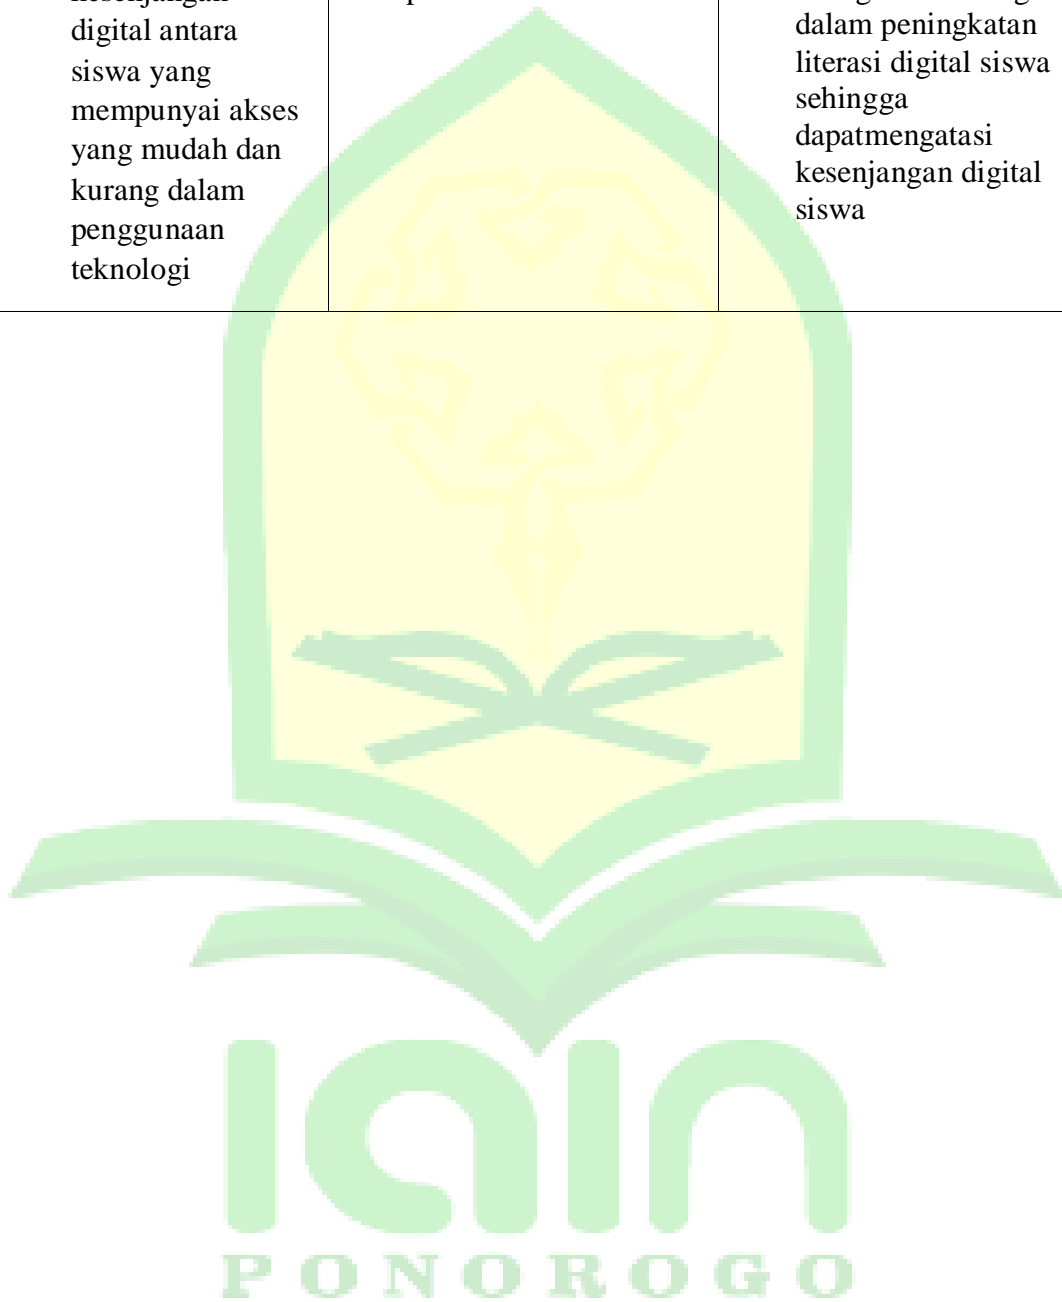 digital antara
siswa yang
mempunyai akses
yang mudah dan
kurang dalam
penggunaan
teknologi
dalam peningkatan
literasi digital siswa
sehingga
dapatmengatasi
kesenjangan digital
siswa
IAIN
PONOROGO